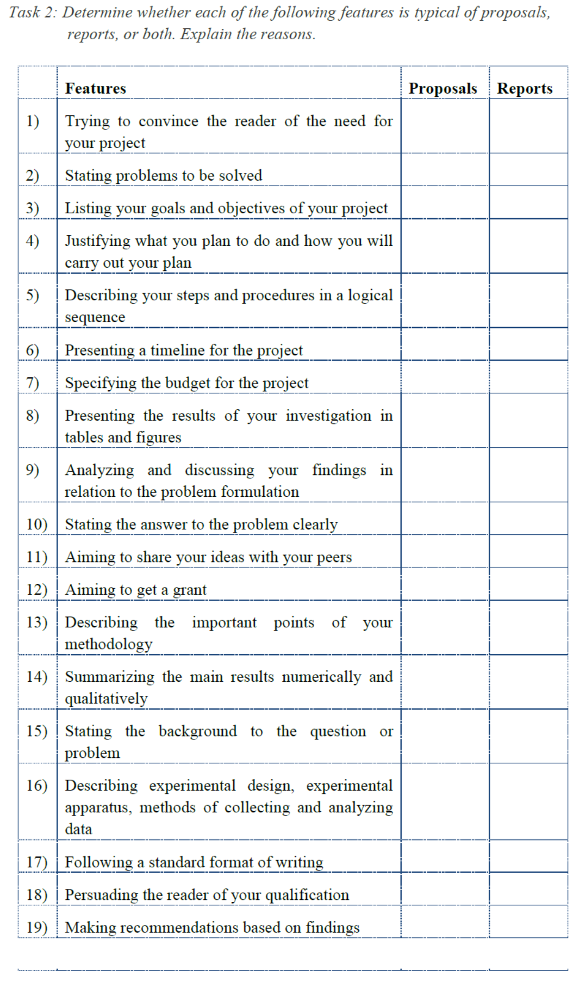 Task 2: Determine whether each of the following features is typical of proposals,
reports, or both. Explain the reasons.
Features Proposals Reports
1) Trying to convince the reader of the need for
your project
2) Stating problems to be solved
3) Listing your goals and objectives of your project
4) Justifying what you plan to do and how you will
carry out your plan
5) Describing your steps and procedures in a logical
sequence
6) Presenting a timeline for the project
7) Specifying the budget for the project
8) Presenting the results of your investigation in
tables and figures
9) Analyzing and discussing your findings in
relation to the problem formulation
10) Stating the answer to the problem clearly
11) Aiming to share your ideas with your peers
12) Aiming to get a grant
13) Describing the important points of your
methodology
14) Summarizing the main results numerically and
qualitatively
15) Stating the background to the question or
problem
16) Describing experimental design, experimental
apparatus, methods of collecting and analyzing
data
17) Following a standard format of writing
18) Persuading the reader of your qualification
19) Making recommendations based on findings